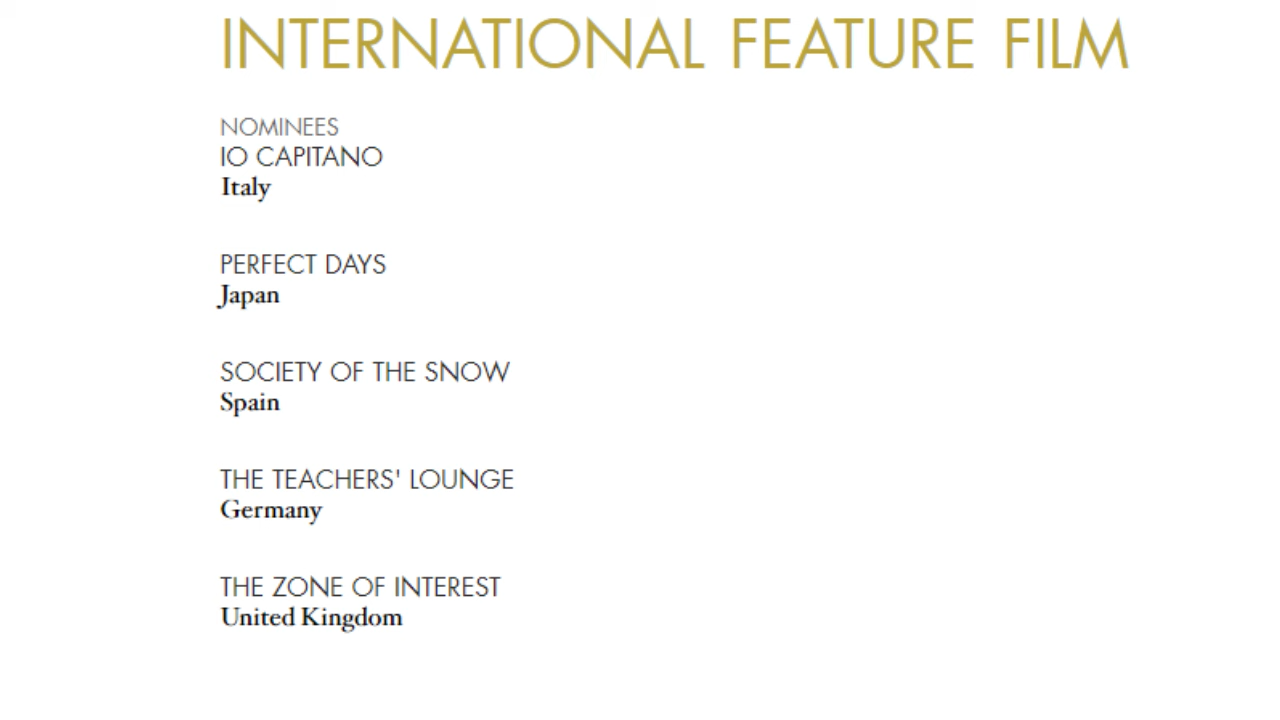 INTERNATIONAL FEATURE FILM
NOMINEES
IO CAPITANO
Italy
PERFECT DAYS
Japan
SOCIETY OF THE SNOW
Spain
THE TEACHERS' LOUNGE
Germany
THE ZONE OF INTEREST
United Kingdom